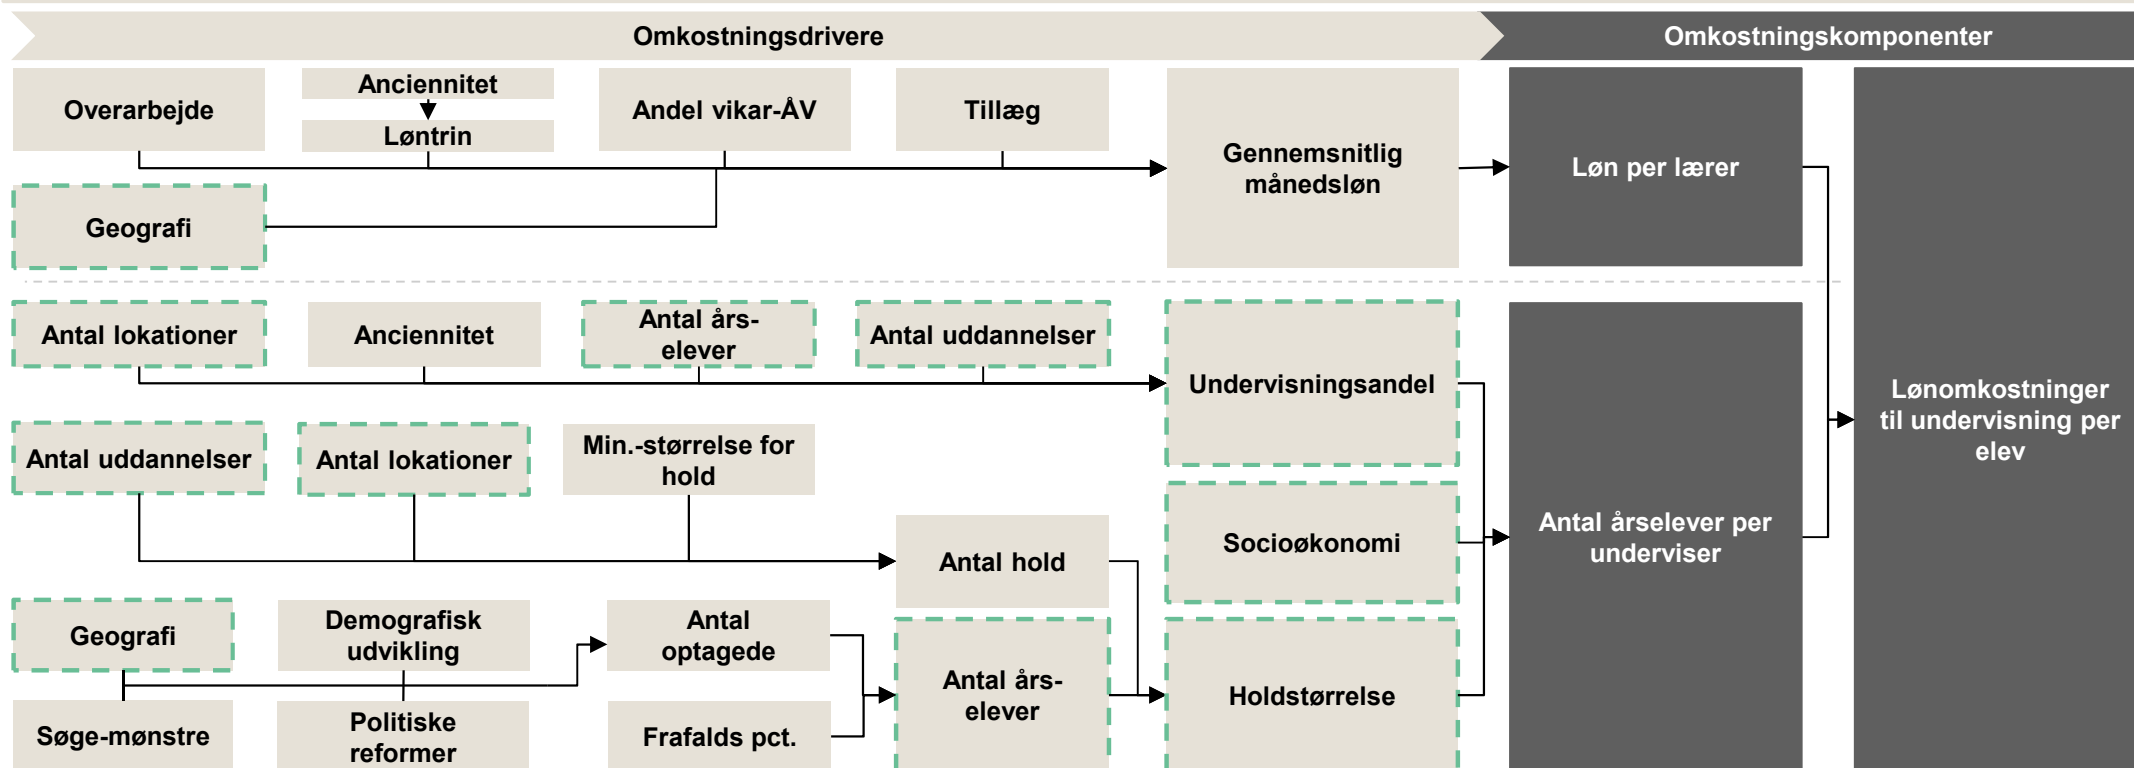 Omkostningsdrivere
Omkostningskomponenter
Overarbejde
Anciennitet
Løntrin
Andel vikar-ÅV
Tillæg
Gennemsnitlig
månedsløn
Løn per lærer
Geografi
Antal lokationer
Anciennitet
Antal års-
elever
Antal uddannelser
Undervisningsandel
Lønomkostninger
til undervisning per
elev
Antal uddannelser
Antal lokationer
Min.-størrelse for
hold
Antal hold
Socioøkonomi
Antal årselever per
underviser
Geografi
Demografisk
udvikling
Antal
optagede
Antal års-
elever
Holdstørrelse
Søge-mønstre
Politiske
reformer
Frafalds pct.